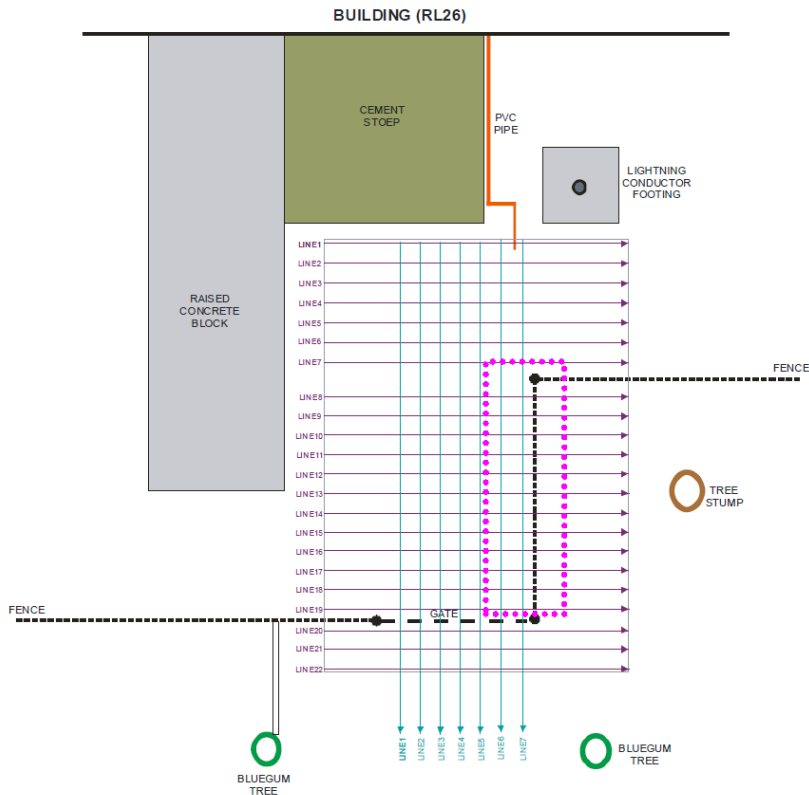 BUILDING (RL26)
CEMENT
STOEP
PVC
PIPE
LIGHTNING
CONDUCTOR
FOOTING
RAISED
CONCRETE
BLOCK
LINE1
LINE2
LINE3
LINE4
LINE5
LINE6
LINE7
FENCE
LINE8
LINE9
LINE10
LINE11
LINE12
LINE13
LINE14
LINE15
LINE16
LINE17
LINE18
LINE19
TREE
STUMP
FENCE
GATE
LINE20
LINE21
LINE22
LINE1
LINE2
LINE3
LINE4
LINE5
LINE6
LINE7
BLUEGUM
TREE
BLUEGUM
TREE